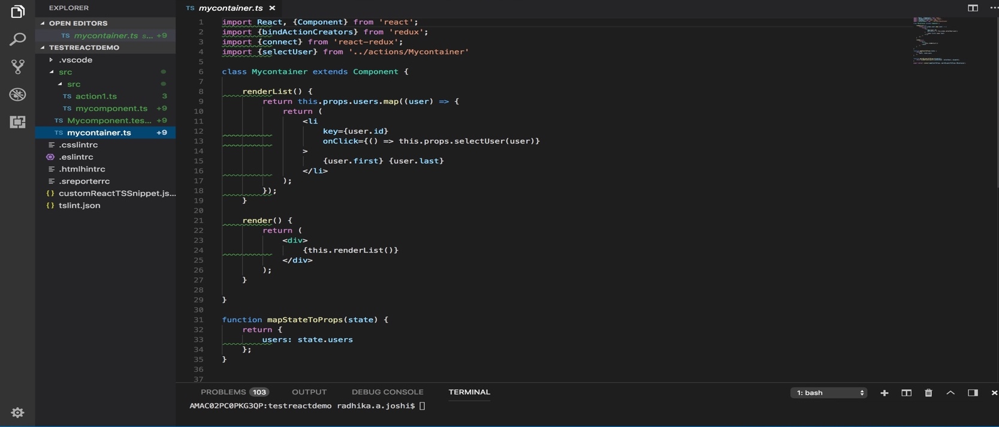 EXPLORER
OPEN EDITORS
TS mycontainer.ts s... +9
TESTREACTDEMO
.vscode
src
src
TS action1.ts 3
TS mycomponent.ts +9
TS Mycomponent.tes... +9
TS mycontainer.ts +9
.csslintrc
.eslintrc
.htmlhintrc
.sreporterrc
{} customReactTSSnippet.js...
{} tslint.json
TS mycontainer.ts ×
1 import React, {Component} from 'react';
2 import {bindActionCreators} from 'redux';
3 import {connect} from 'react-redux';
4 import {selectUser} from '../actions/Mycontainer'
5
6 class Mycontainer extends Component {
7
8 renderList() {
9 return this.props.users.map((user) => {
10 return (
11 <li
12 key={user.id}
13 onClick={() => this.props.selectUser(user)}
14 >
15 {user.first} {user.last}
16 </li>
17 );
18 });
19 }
20
21 render() {
22 return (
23 <div>
24 {this.renderList()}
25 </div>
26 );
27 }
28
29 }
30
31 function mapStateToProps(state) {
32 return {
33 users: state.users
34 };
35 }
36
37
PROBLEMS 103 OUTPUT DEBUG CONSOLE TERMINAL 1: bash
AMAC02PC0PKG3QP:testreactdemo radhika.a.joshi$